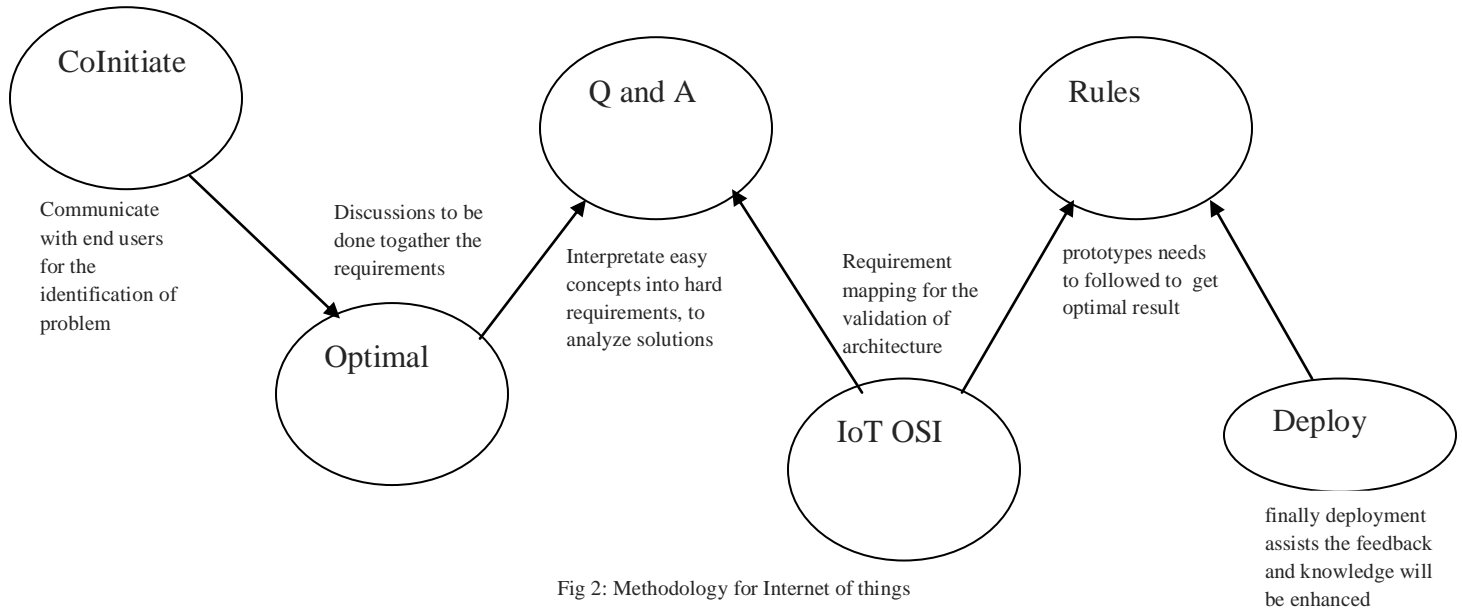 CoInitiate
Communicate
with end users
for the
identification of
problem
Discussions to be
done togather the
requirements
Optimal
Q and A
Interpretate easy
concepts into hard
requirements, to
analyze solutions
Requirement
mapping for the
validation of
architecture
IoT OSI
Rules
prototypes needs
to followed to get
optimal result
Deploy
finally deployment
assists the feedback
and knowledge will
be enhanced
Fig 2: Methodology for Internet of things